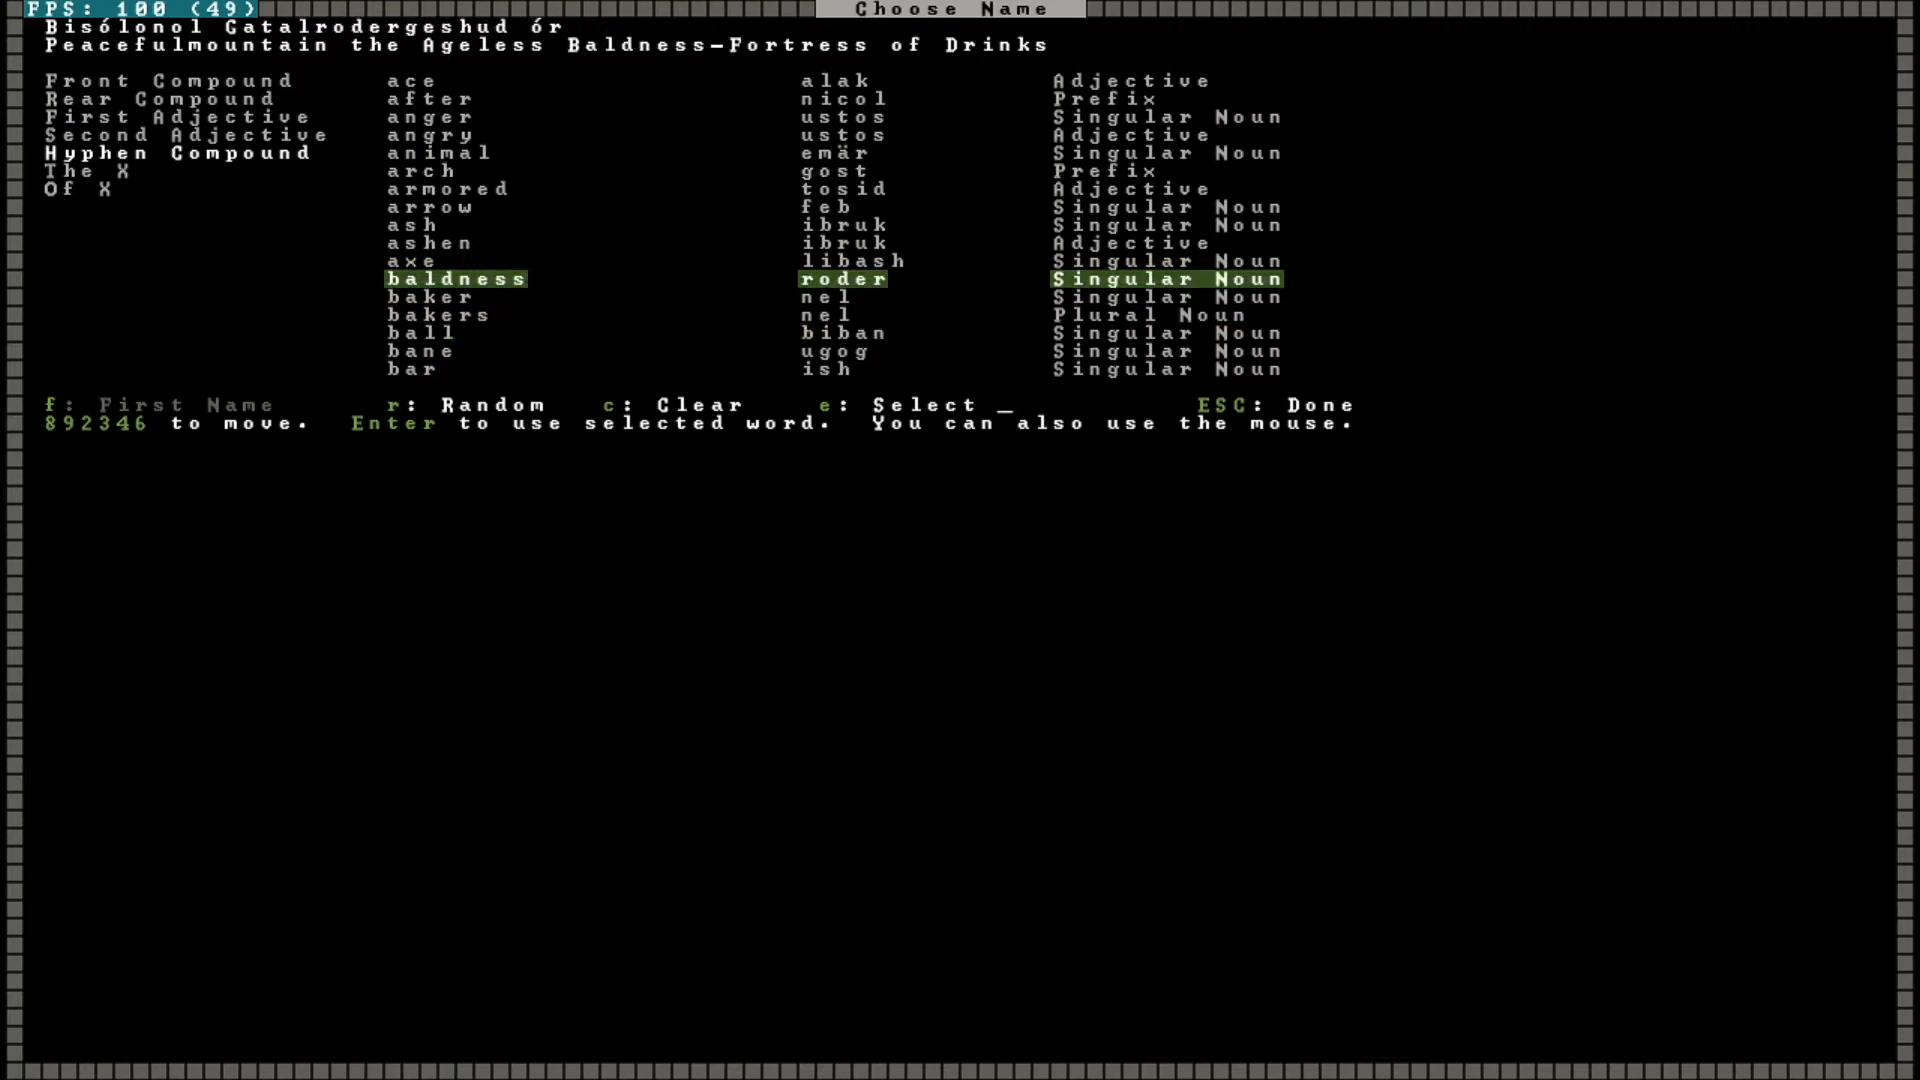 FPS: 100 (49) Choose Name
Bisólonol Gatalrodergeshud ór
Peacefulmountain the Ageless Baldness-Fortress of Drinks
Front Compound ace alak Adjective
Rear Compound after nicol Prefix
First Adjective anger ustos Singular Noun
Second Adjective angry ustos Adjective
Hyphen Compound animal emär Singular Noun
The X arch gost Prefix
Of X armored tosid Adjective
arrow feb Singular Noun
ash ibruk Singular Noun
ashen ibruk Adjective
axe libash Singular Noun
baldness roder Singular Noun
baker nel Singular Noun
bakers nel Plural Noun
ball biban Singular Noun
bane ugog Singular Noun
bar ish Singular Noun
f: First Name r: Random c: Clear e: Select _ ESC: Done
892346 to move. Enter to use selected word. You can also use the mouse.